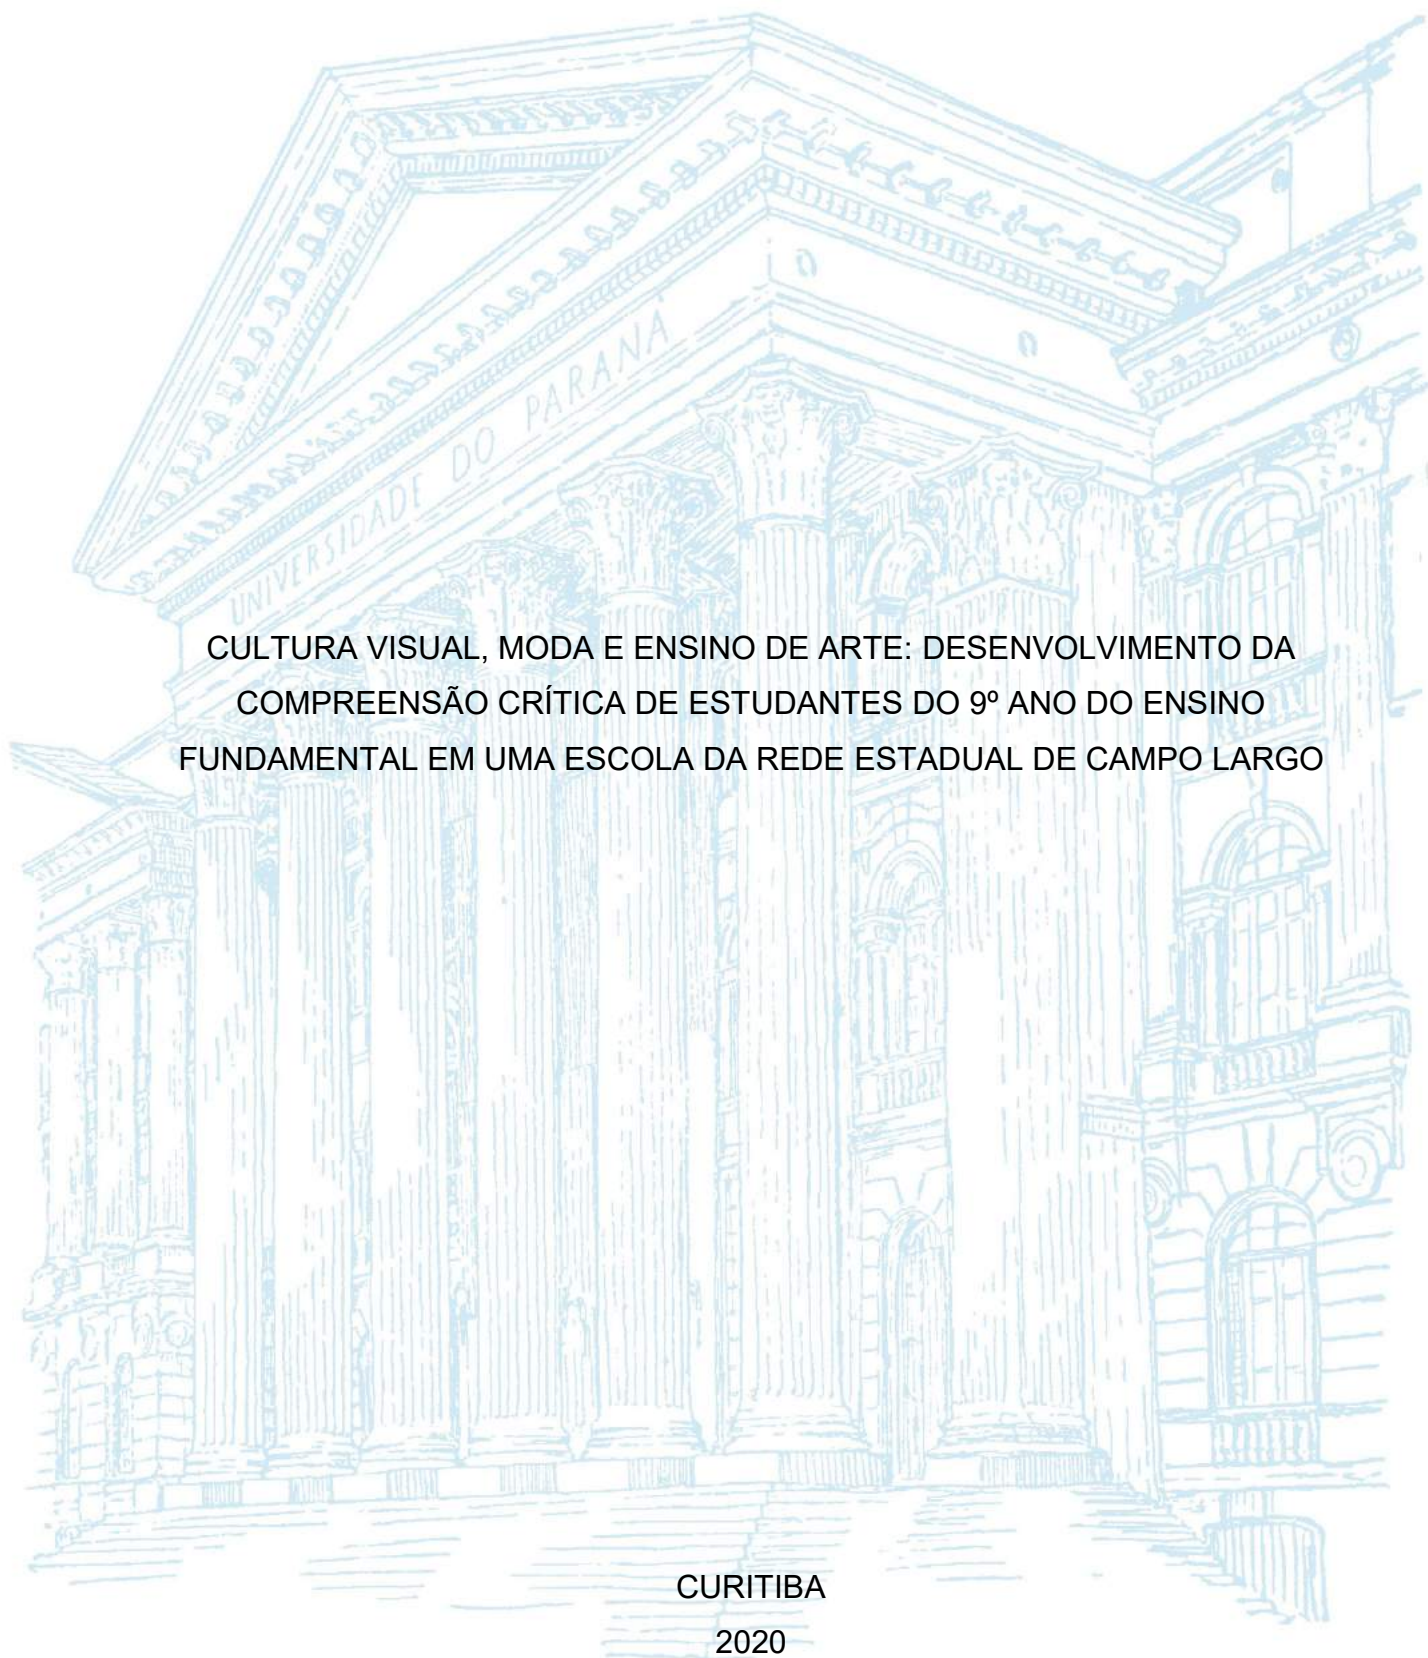 UNIVERSIDADE DO PARANÁ
CULTURA VISUAL, MODA E ENSINO DE ARTE: DESENVOLVIMENTO DA
COMPREENSÃO CRÍTICA DE ESTUDANTES DO 9º ANO DO ENSINO
FUNDAMENTAL EM UMA ESCOLA DA REDE ESTADUAL DE CAMPO LARGO
CURITIBA
2020